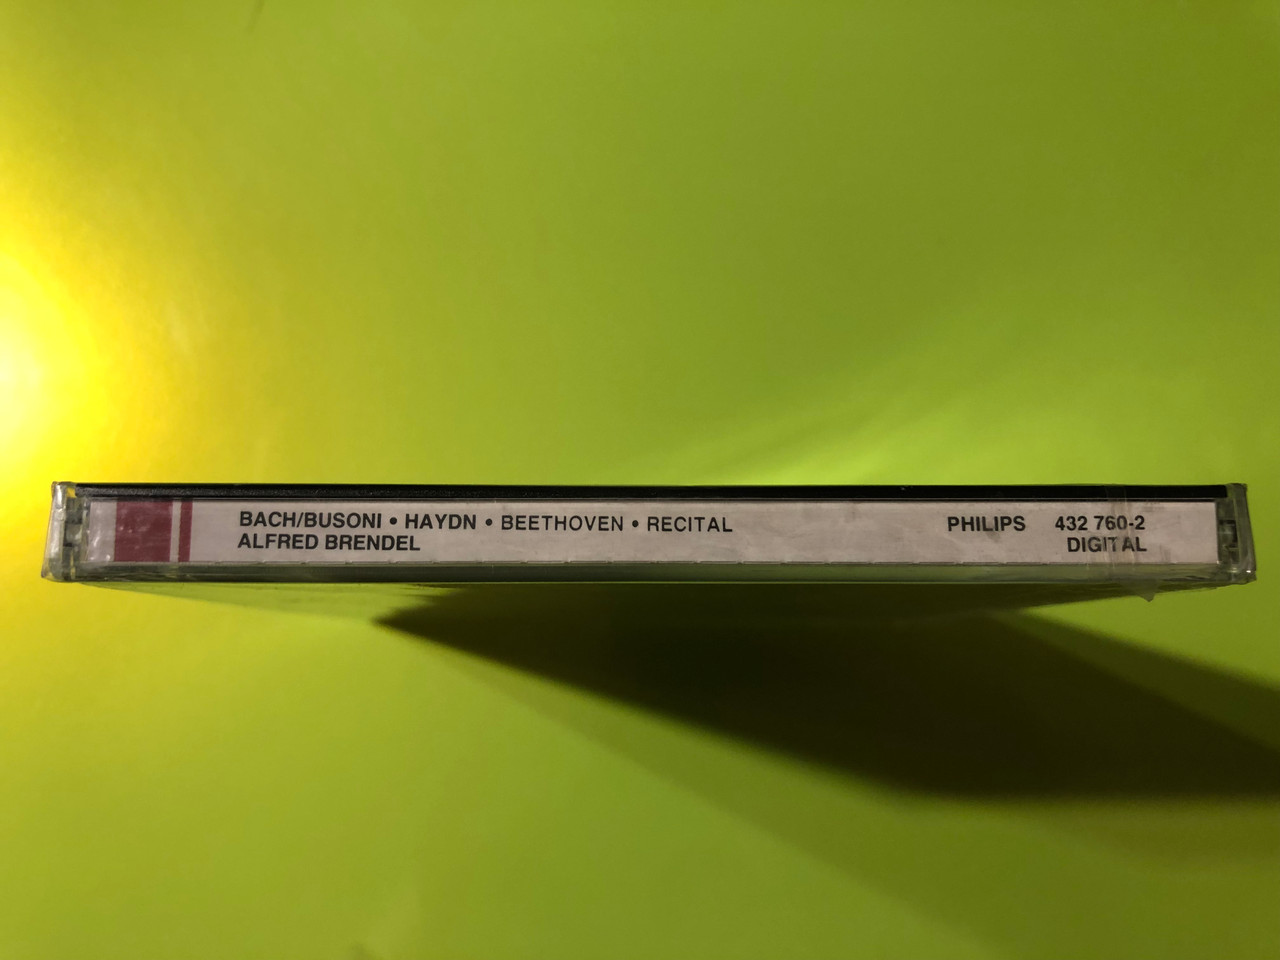 BACH/BUSONI • HAYDN • BEETHOVEN • RECITAL
ALFRED BRENDEL
PHILIPS 432 760-2
DIGITAL